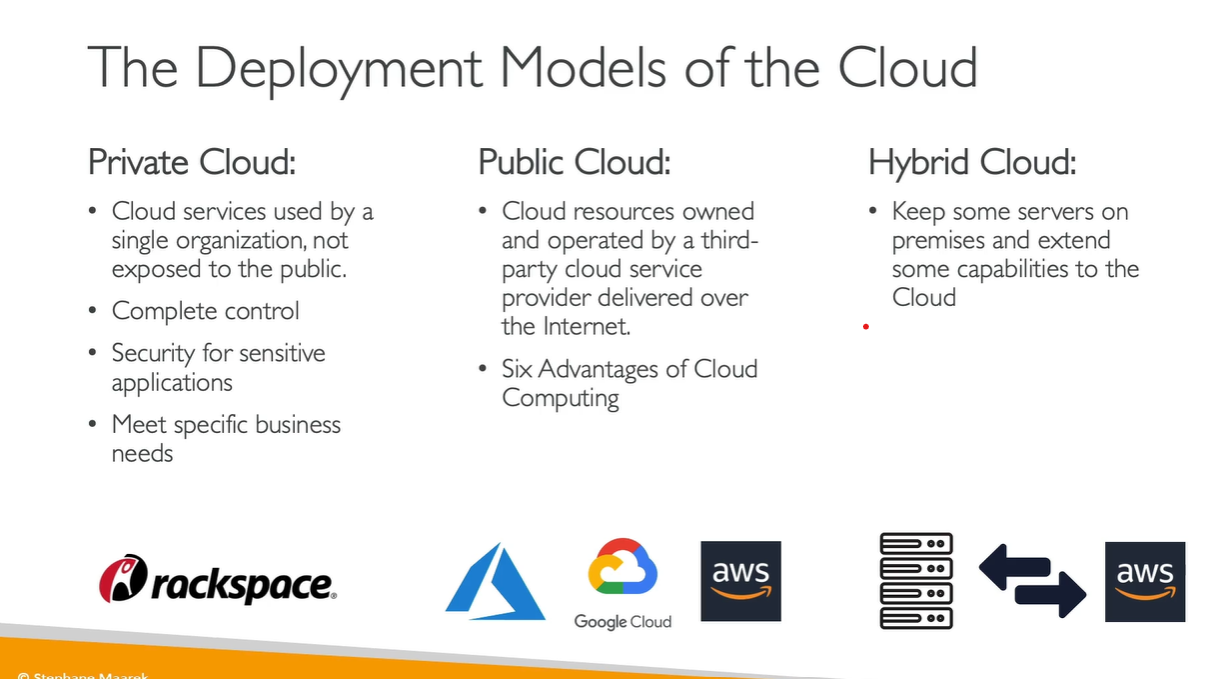 The Deployment Models of the Cloud
Private Cloud:
• Cloud services used by a
single organization, not
exposed to the public.
• Complete control
• Security for sensitive
applications
• Meet specific business
needs
Public Cloud:
• Cloud resources owned
and operated by a third-
party cloud service
provider delivered over
the Internet.
• Six Advantages of Cloud
Computing
Hybrid Cloud:
• Keep some servers on
premises and extend
some capabilities to the
Cloud
rackspace®
Google Cloud
aws
aws
© Stephane Maarek